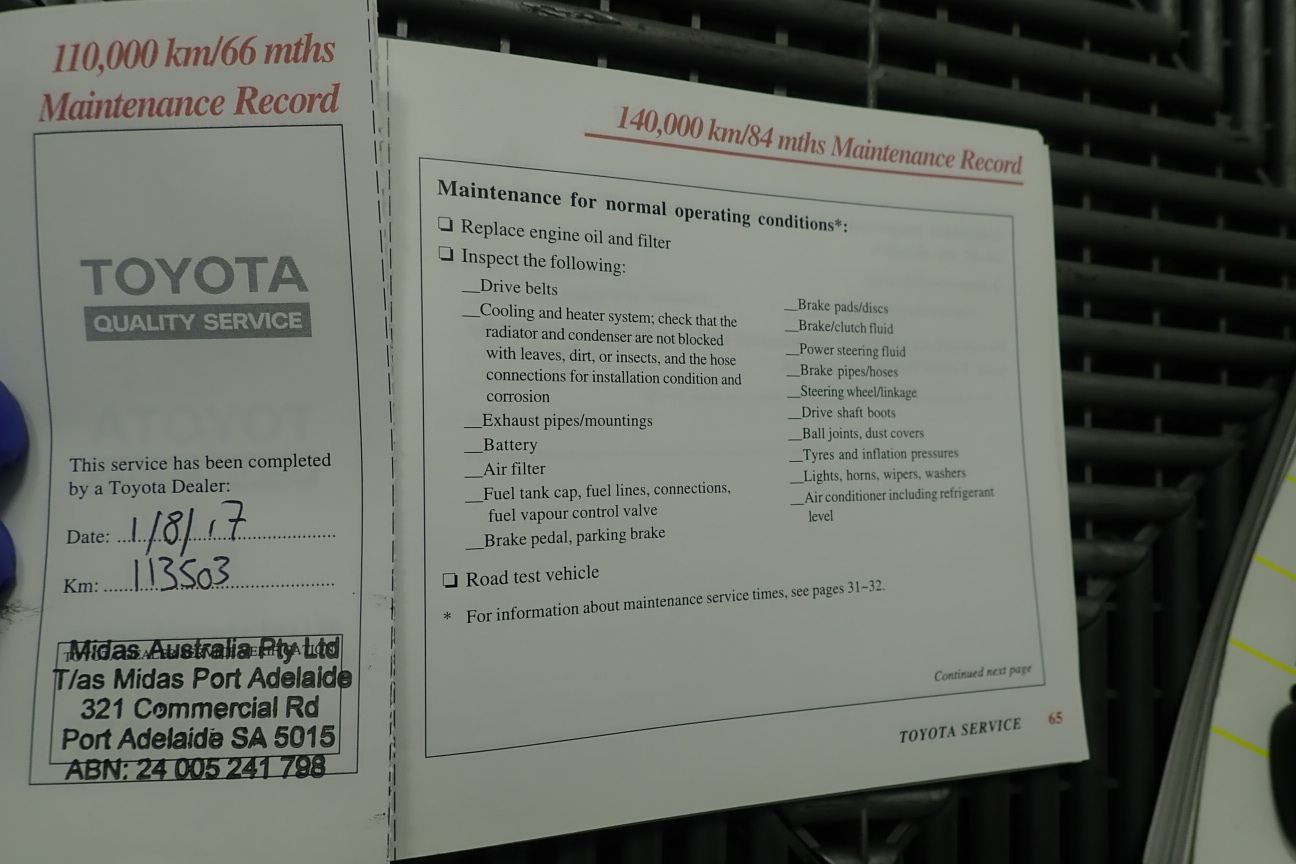 110,000 km/66 mths
Maintenance Record
TOYOTA
QUALITY SERVICE
This service has been completed
by a Toyota Dealer:
Date: ...1/8/17..............
Km: ......113503..............
Midas Australia Pty Ltd
T/as Midas Port Adelaide
321 Commercial Rd
Port Adelaide SA 5015
ABN: 24 005 241 798
140,000 km/84 mths Maintenance Record
Maintenance for normal operating conditions*:
❏ Replace engine oil and filter
❏ Inspect the following:
__Drive belts
__Cooling and heater system; check that the
radiator and condenser are not blocked
with leaves, dirt, or insects, and the hose
connections for installation condition and
corrosion
__Exhaust pipes/mountings
__Battery
__Air filter
__Fuel tank cap, fuel lines, connections,
fuel vapour control valve
__Brake pedal, parking brake
__Brake pads/discs
__Brake/clutch fluid
__Power steering fluid
__Brake pipes/hoses
__Steering wheel/linkage
__Drive shaft boots
__Ball joints, dust covers
__Tyres and inflation pressures
__Lights, horns, wipers, washers
__Air conditioner including refrigerant
level
❏ Road test vehicle
* For information about maintenance service times, see pages 31~32.
Continued next page
TOYOTA SERVICE 65